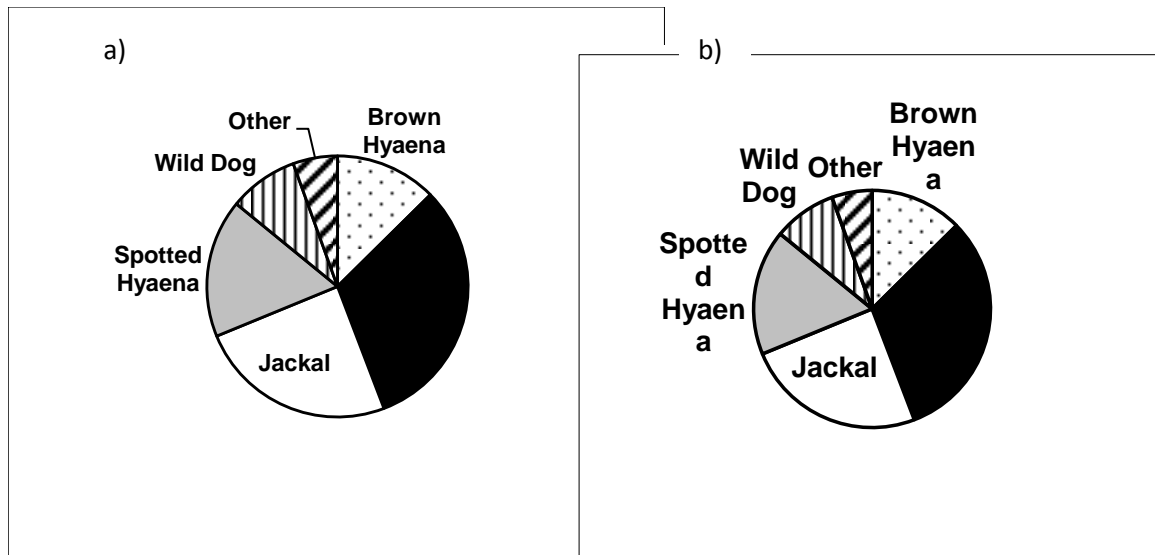 a)
Other
Brown
Hyaena
Wild Dog
Spotted
Hyaena
Jackal
b)
Brown
Hyaen
a
Wild
Dog
Other
Spotte
d
Hyaen
a
Jackal